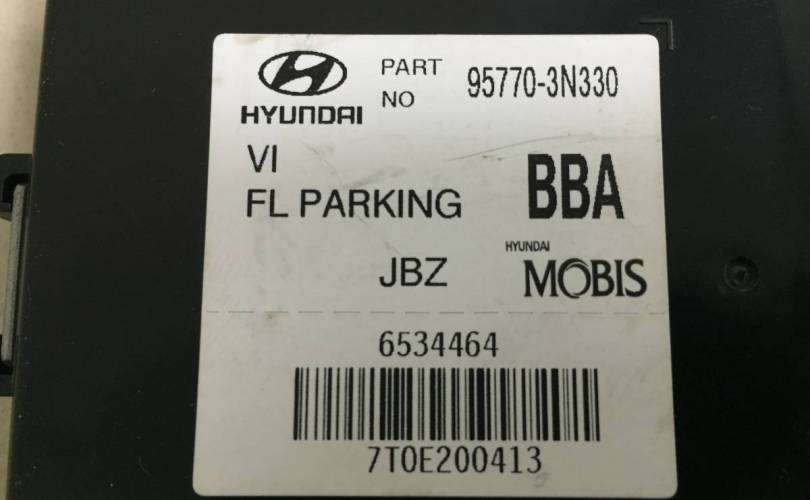 HYUNDAI
PART NO
95770-3N330
VI
FL PARKING
BBA
JBZ
HYUNDAI
MOBIS
6534464
7T0E200413